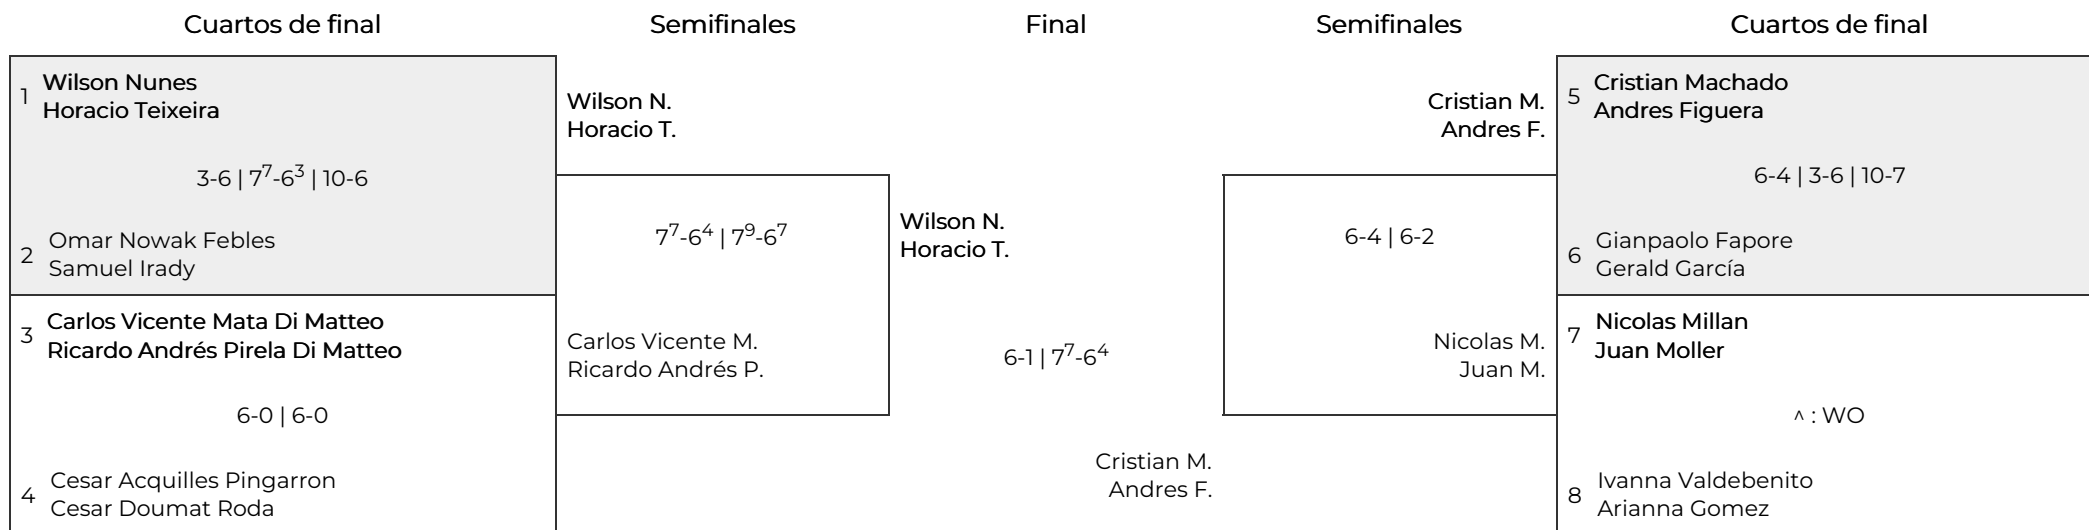 Cuartos de final
Semifinales
Final
Semifinales
Cuartos de final
1
Wilson Nunes
Horacio Teixeira
3-6 | 7⁷-6³ | 10-6
2
Omar Nowak Febles
Samuel Irady
3
Carlos Vicente Mata Di Matteo
Ricardo Andrés Pirela Di Matteo
6-0 | 6-0
4
Cesar Acquilles Pingarron
Cesar Doumat Roda
Wilson N.
Horacio T.
7⁷-6⁴ | 7⁹-6⁷
Carlos Vicente M.
Ricardo Andrés P.
Wilson N.
Horacio T.
6-1 | 7⁷-6⁴
Cristian M.
Andres F.
Cristian M.
Andres F.
6-4 | 6-2
Nicolas M.
Juan M.
5
Cristian Machado
Andres Figuera
6-4 | 3-6 | 10-7
6
Gianpaolo Fapore
Gerald García
7
Nicolas Millan
Juan Moller
^ : WO
8
Ivanna Valdebenito
Arianna Gomez